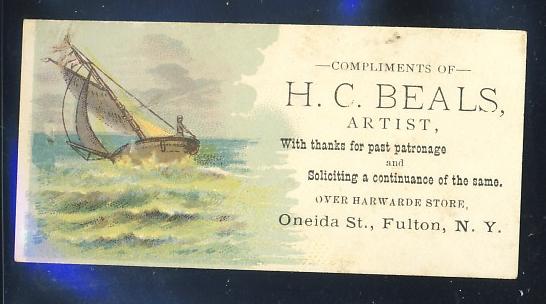 —COMPLIMENTS OF—
H. C. BEALS,
ARTIST,
With thanks for past patronage
and
Soliciting a continuance of the same.
OVER HARWARDE STORE,
Oneida St., Fulton, N. Y.